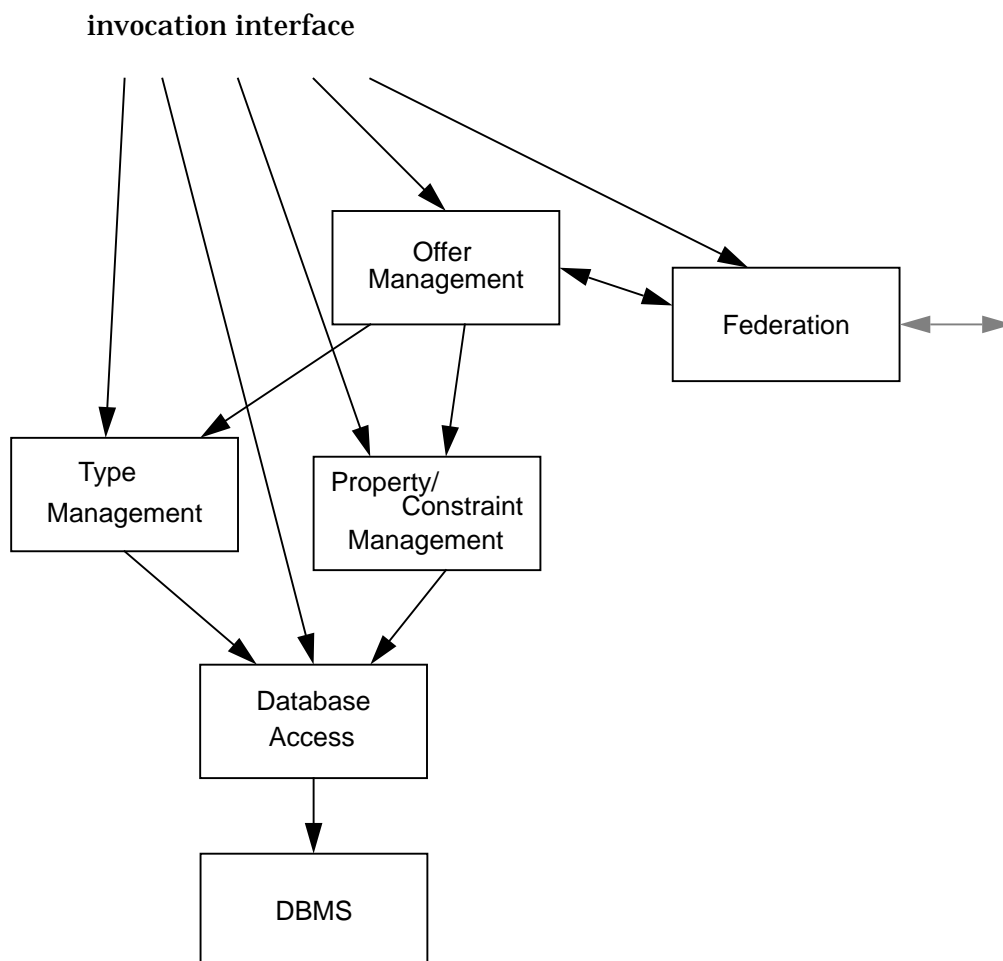 invocation interface
Offer
Management
Federation
Type
Management
Property/
Constraint
Management
Database
Access
DBMS